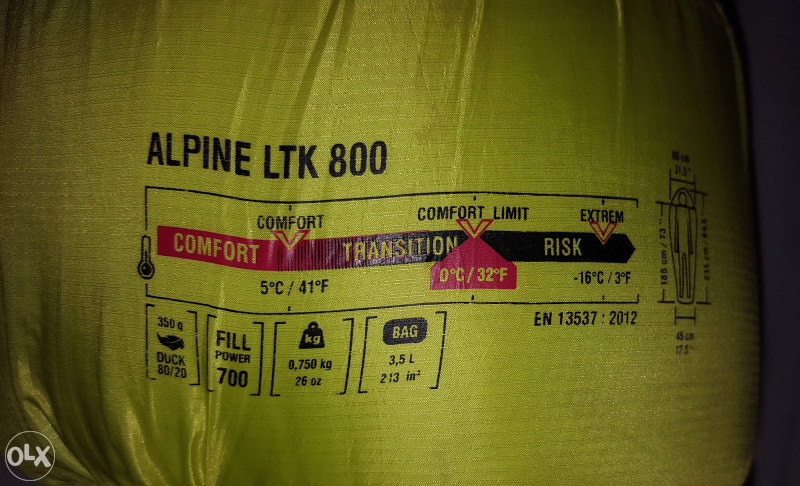 ALPINE LTK 800
COMFORT COMFORT LIMIT EXTREM
COMFORT TRANSITION RISK
5°C / 41°F 0°C / 32°F -16°C / 3°F
EN 13537 : 2012
350 g
DUCK
80/20
FILL
POWER
700
kg
0,750 kg
26 oz
BAG
3,5 L
213 in³
31.5 "
185 cm / 73 "
45 cm
17.5 "
OLX